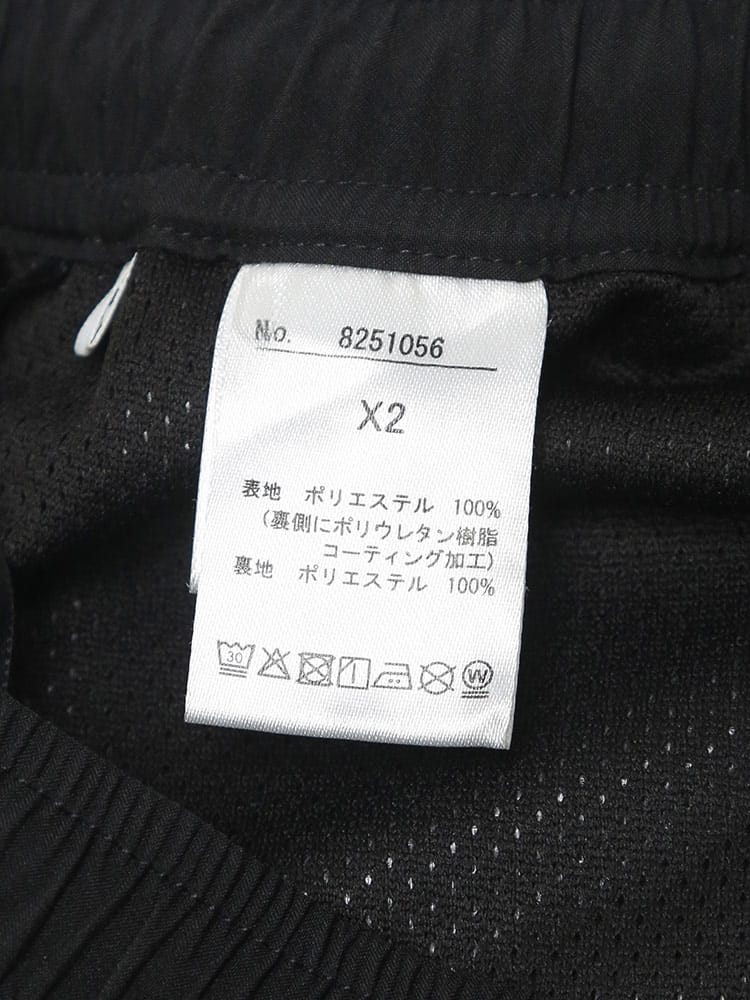 No. 8251056
X2
表地 ポリエステル 100%
(裏側にポリウレタン樹脂
コーティング加工)
裏地 ポリエステル 100%
30 W